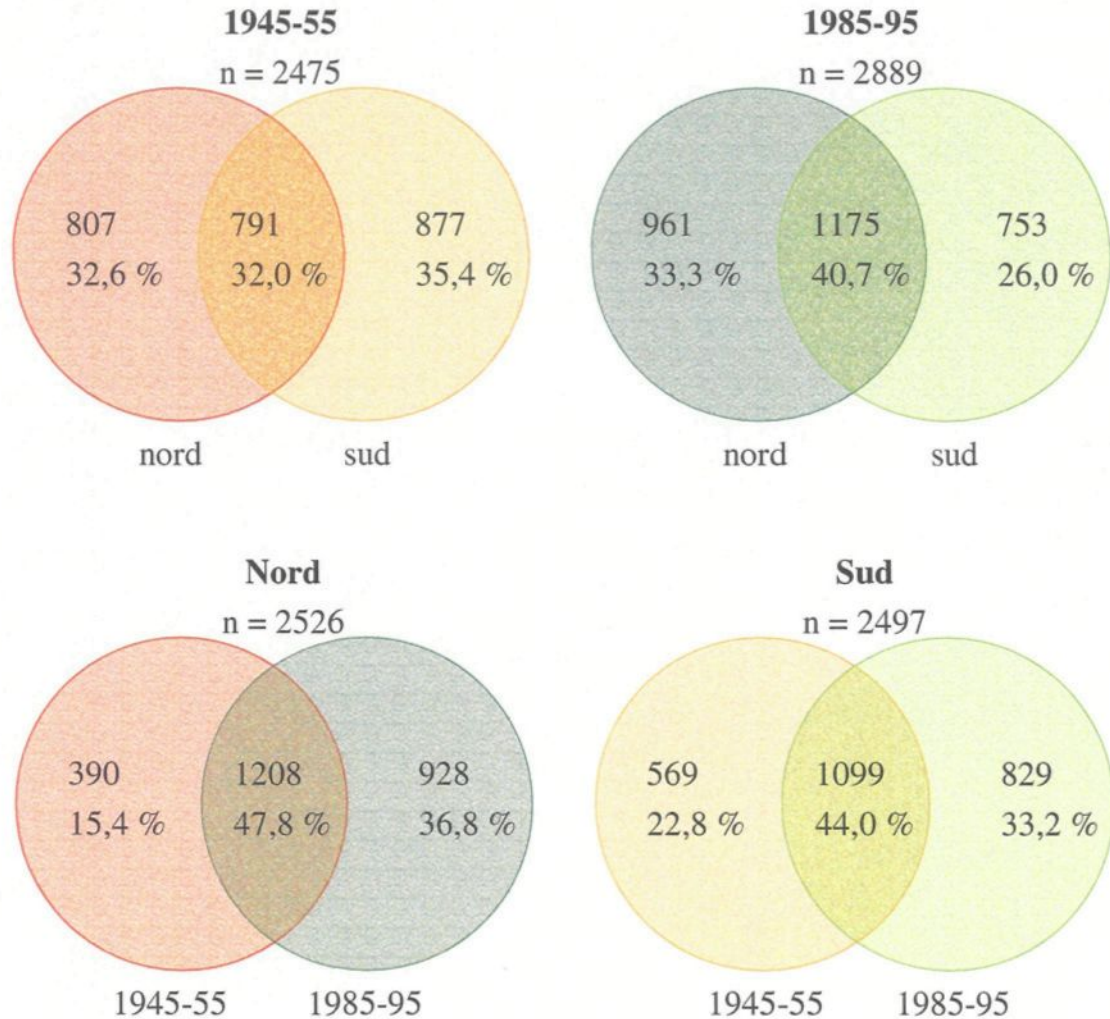 1945-55
n = 2475
807 791 877
32,6 % 32,0 % 35,4 %
nord sud
1985-95
n = 2889
961 1175 753
33,3 % 40,7 % 26,0 %
nord sud
Nord
n = 2526
390 1208 928
15,4 % 47,8 % 36,8 %
1945-55 1985-95
Sud
n = 2497
569 1099 829
22,8 % 44,0 % 33,2 %
1945-55 1985-95